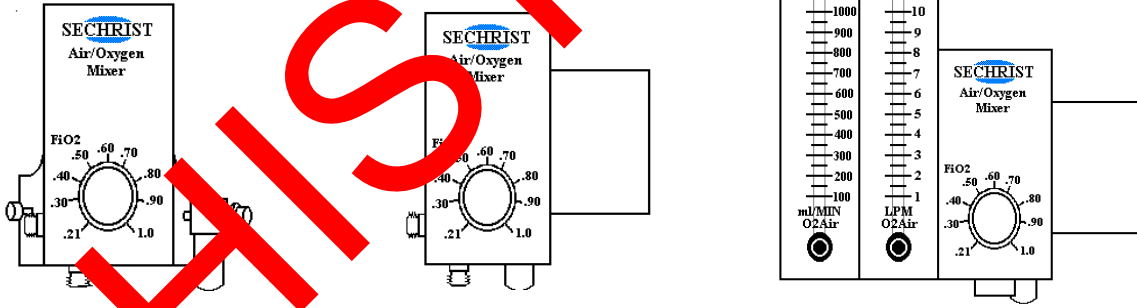 SECHRIST
Air/Oxygen
Mixer
FiO2
.21 .30 .40 .50 .60 .70 .80 .90 1.0
SECHRIST
Air/Oxygen
Mixer
.21 .30 .40 .60 .70 .80 .90 1.0
1000
900
800
700
600
500
400
300
200
100
ml/MIN
O2Air
10
9
8
7
6
5
4
3
2
1
LPM
O2Air
SECHRIST
Air/Oxygen
Mixer
FiO2
.21 .30 .40 .50 .60 .70 .80 .90 1.0
HIS